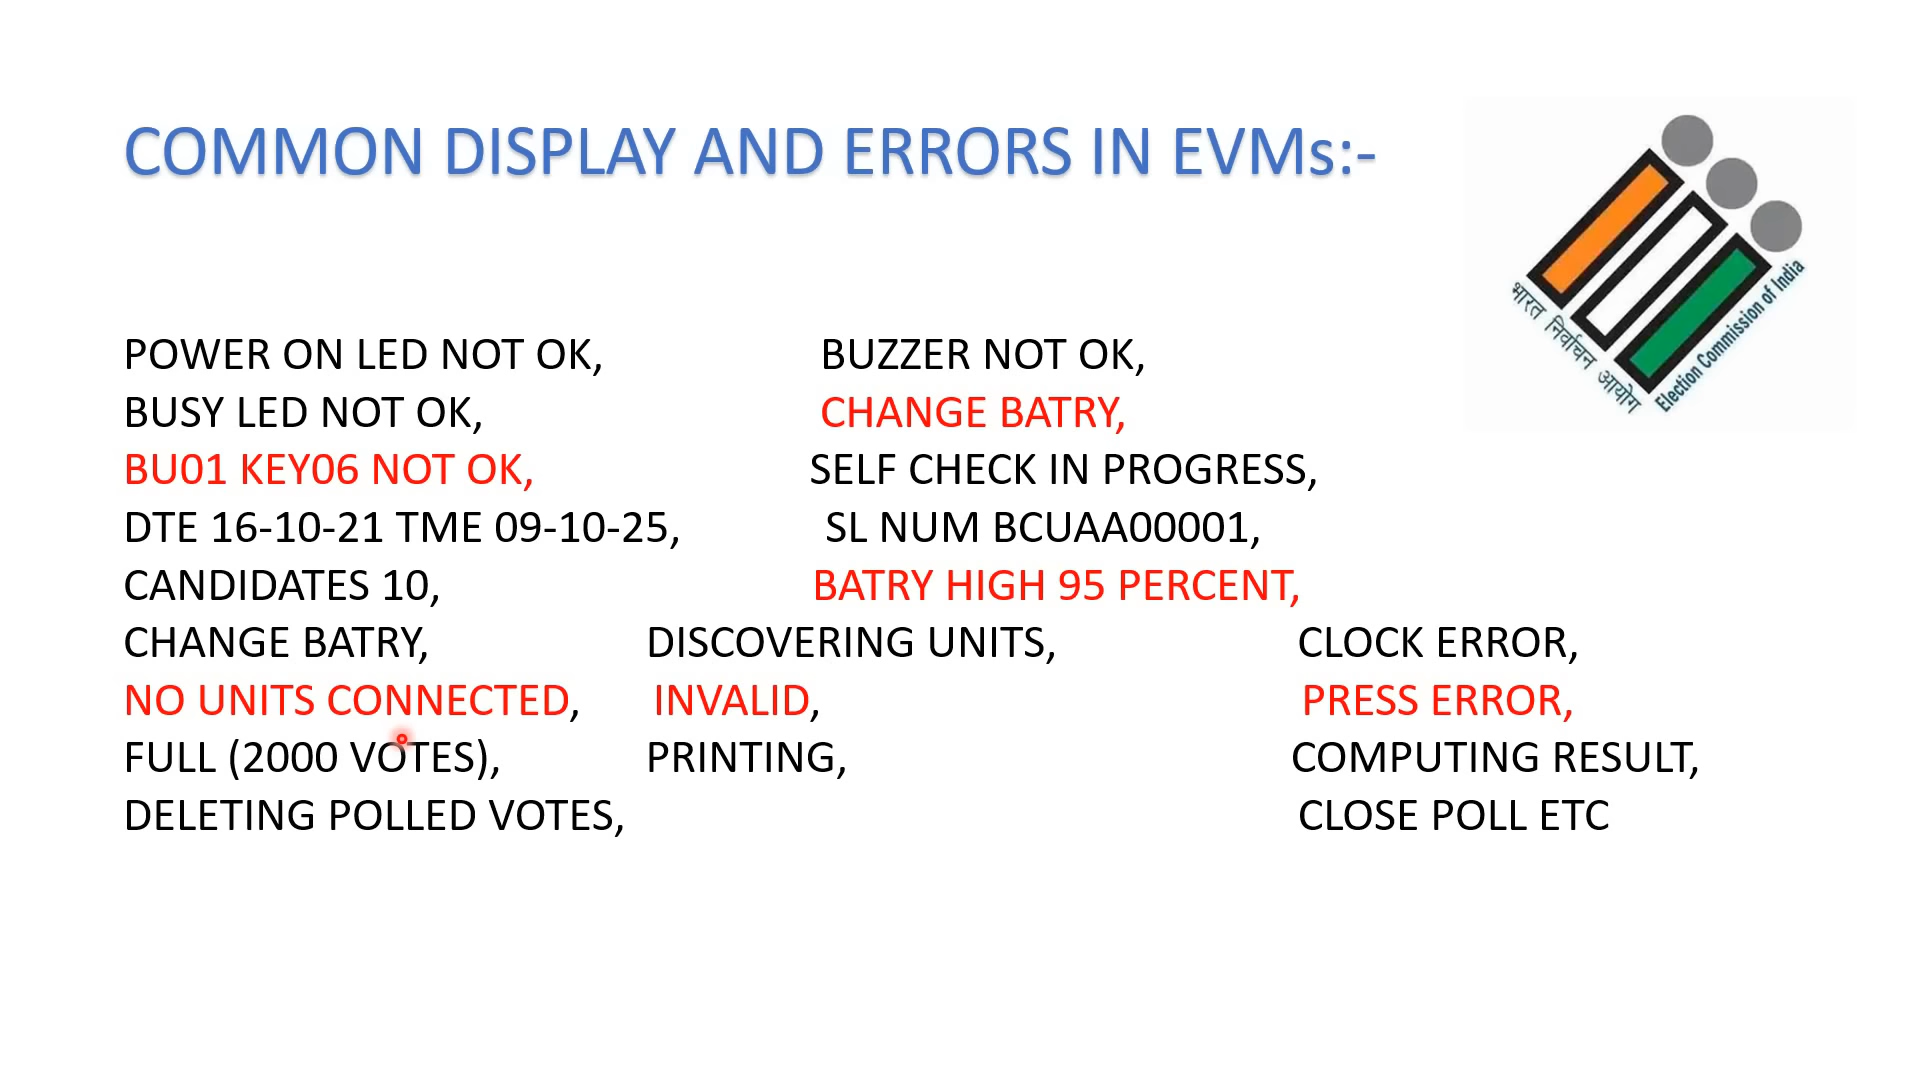 COMMON DISPLAY AND ERRORS IN EVMs:-
भारत निर्वाचन आयोग
Election Commission of India
POWER ON LED NOT OK, BUZZER NOT OK,
BUSY LED NOT OK, CHANGE BATRY,
BU01 KEY06 NOT OK, SELF CHECK IN PROGRESS,
DTE 16-10-21 TME 09-10-25, SL NUM BCUAA00001,
CANDIDATES 10, BATRY HIGH 95 PERCENT,
CHANGE BATRY, DISCOVERING UNITS, CLOCK ERROR,
NO UNITS CONNECTED, INVALID, PRESS ERROR,
FULL (2000 VOTES), PRINTING, COMPUTING RESULT,
DELETING POLLED VOTES, CLOSE POLL ETC